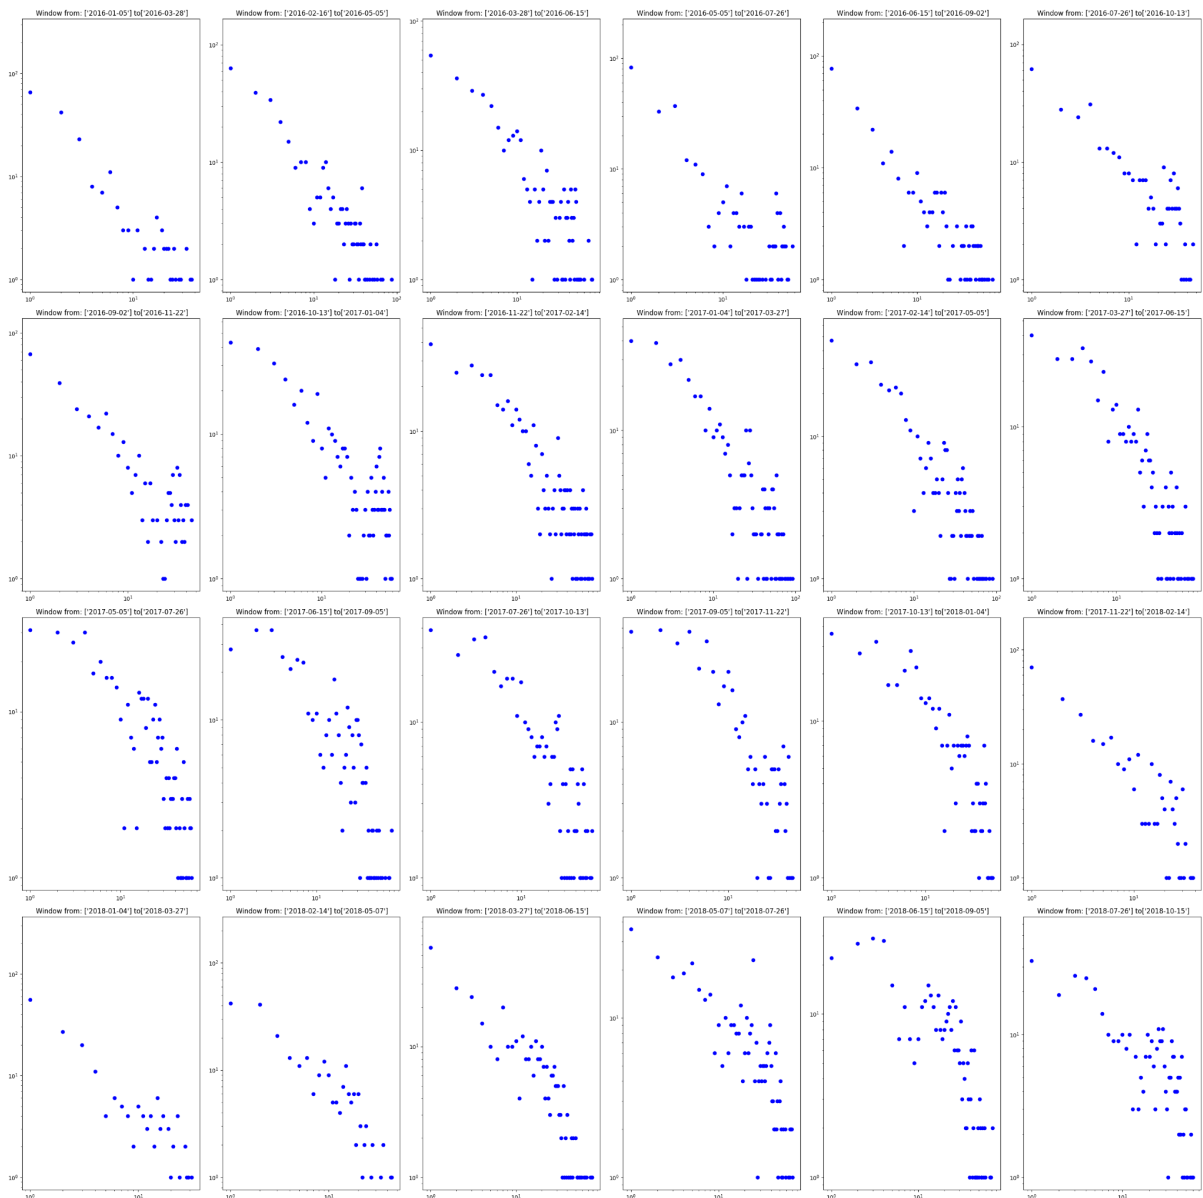 Window from: ['2016-01-05'] to['2016-03-28']
Window from: ['2016-02-16'] to['2016-05-05']
Window from: ['2016-03-28'] to['2016-06-15']
Window from: ['2016-05-05'] to['2016-07-26']
Window from: ['2016-06-15'] to['2016-09-02']
Window from: ['2016-07-26'] to['2016-10-13']
Window from: ['2016-09-02'] to['2016-11-22']
Window from: ['2016-10-13'] to['2017-01-04']
Window from: ['2016-11-22'] to['2017-02-14']
Window from: ['2017-01-04'] to['2017-03-27']
Window from: ['2017-02-14'] to['2017-05-05']
Window from: ['2017-03-27'] to['2017-06-15']
Window from: ['2017-05-05'] to['2017-07-26']
Window from: ['2017-06-15'] to['2017-09-05']
Window from: ['2017-07-26'] to['2017-10-13']
Window from: ['2017-09-05'] to['2017-11-22']
Window from: ['2017-10-13'] to['2018-01-04']
Window from: ['2017-11-22'] to['2018-02-14']
Window from: ['2018-01-04'] to['2018-03-27']
Window from: ['2018-02-14'] to['2018-05-07']
Window from: ['2018-03-27'] to['2018-06-15']
Window from: ['2018-05-07'] to['2018-07-26']
Window from: ['2018-06-15'] to['2018-09-05']
Window from: ['2018-07-26'] to['2018-10-15']